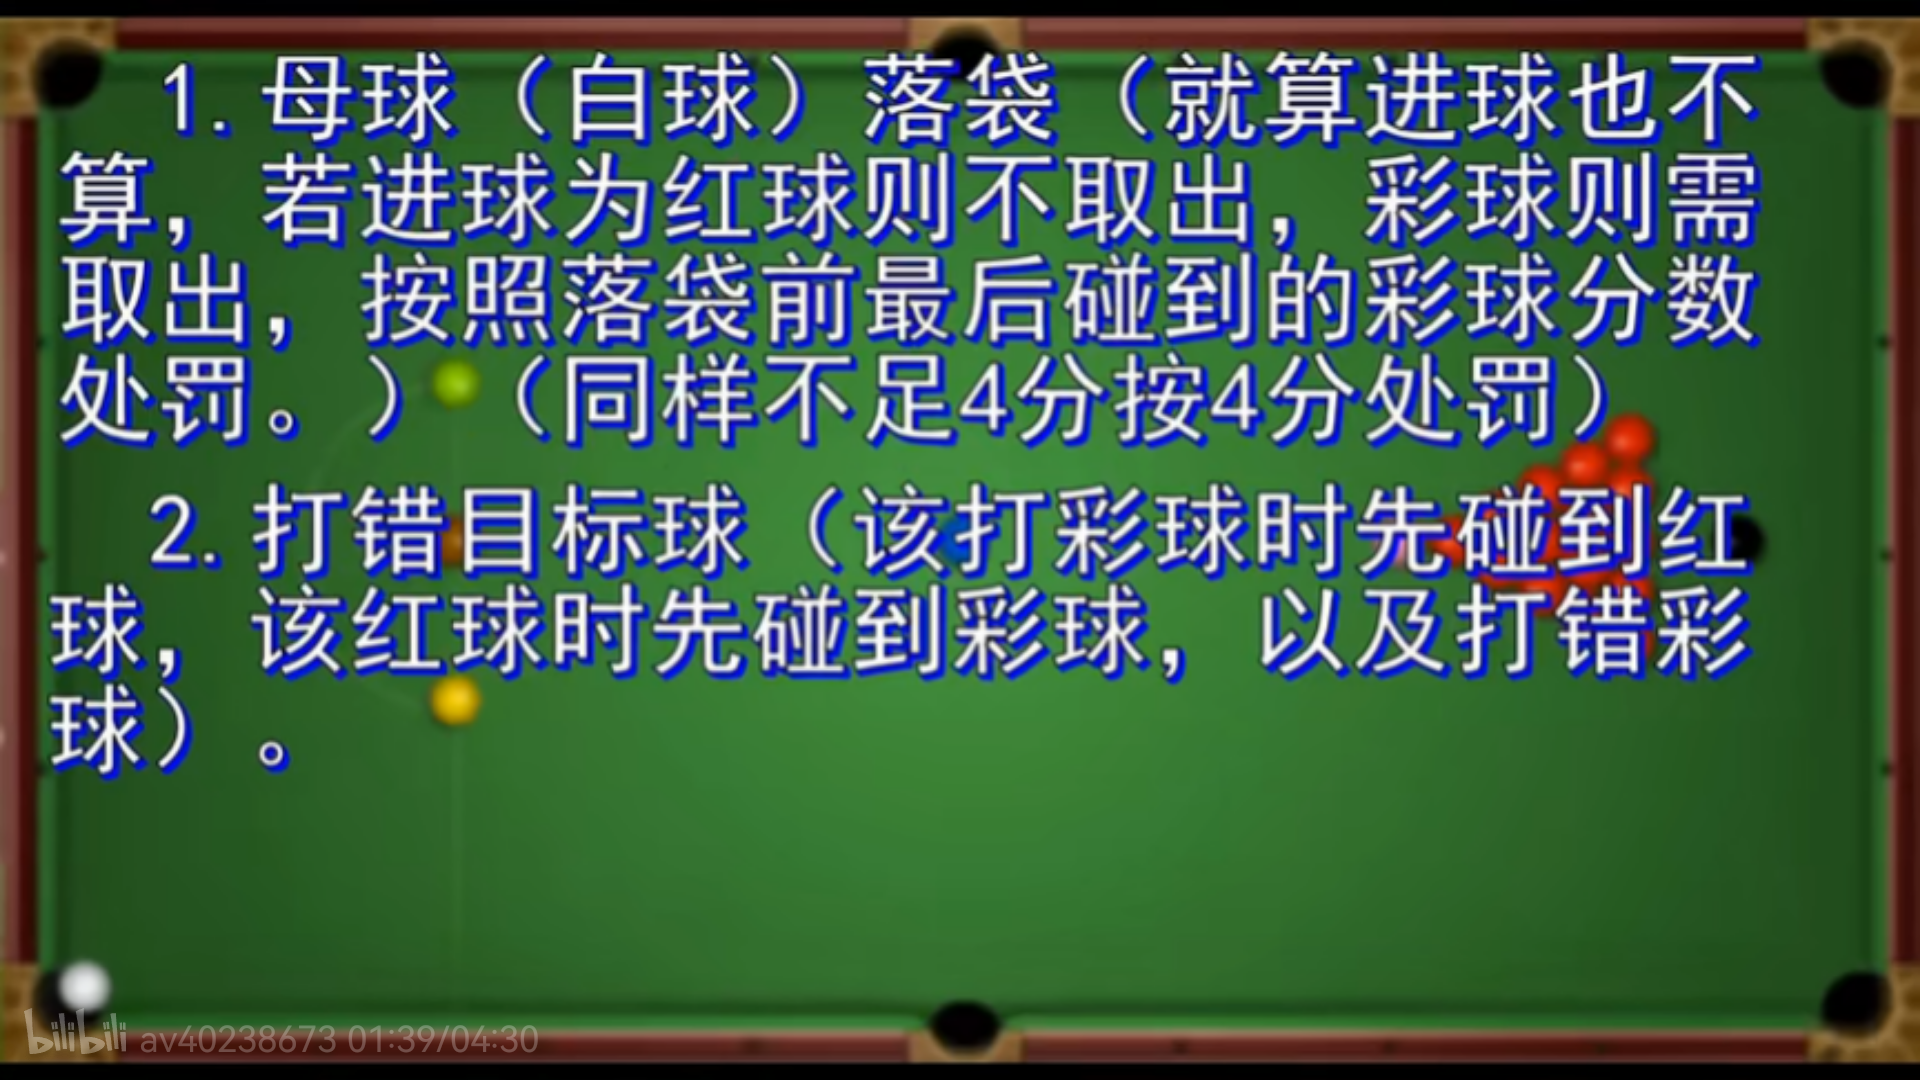 1.母球（白球）落袋（就算进球也不
算，若进球为红球则不取出，彩球则需
取出，按照落袋前最后碰到的彩球分数
处罚。）（同样不足4分按4分处罚）
2.打错目标球（该打彩球时先碰到红
球，该红球时先碰到彩球，以及打错彩
球）。
bilibili av40238673 01:39/04:30